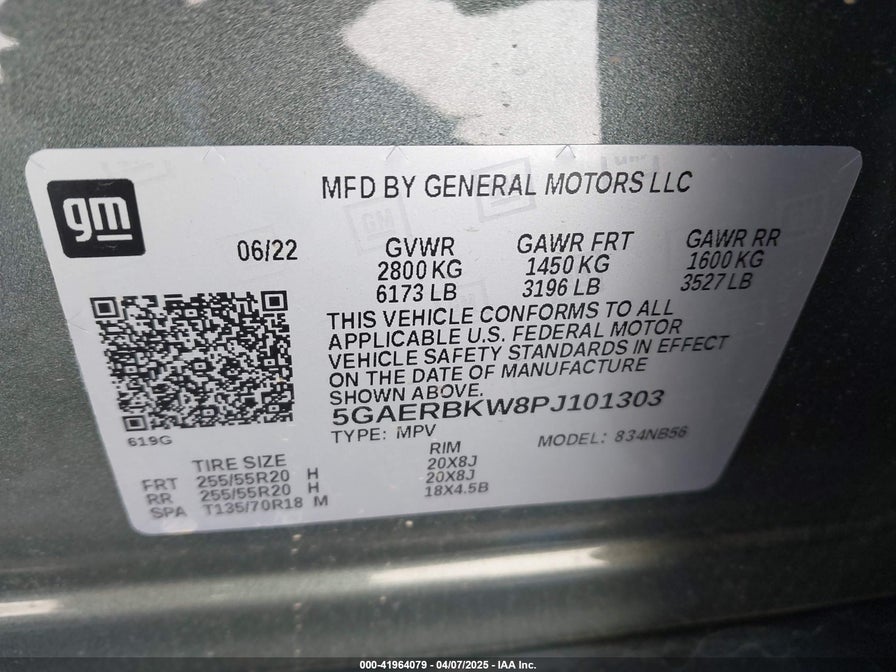 gm
MFD BY GENERAL MOTORS LLC
06/22
GVWR
2800 KG
6173 LB
GAWR FRT
1450 KG
3196 LB
GAWR RR
1600 KG
3527 LB
THIS VEHICLE CONFORMS TO ALL
APPLICABLE U.S. FEDERAL MOTOR
VEHICLE SAFETY STANDARDS IN EFFECT
ON THE DATE OF MANUFACTURE
SHOWN ABOVE.
5GAERBKW8PJ101303
619G
TYPE: MPV
MODEL: 834NB56
TIRE SIZE RIM
FRT 255/55R20 H 20X8J
RR 255/55R20 H 20X8J
SPA T135/70R18 M 18X4.5B
000-41964079 - 04/07/2025 - IAA Inc.